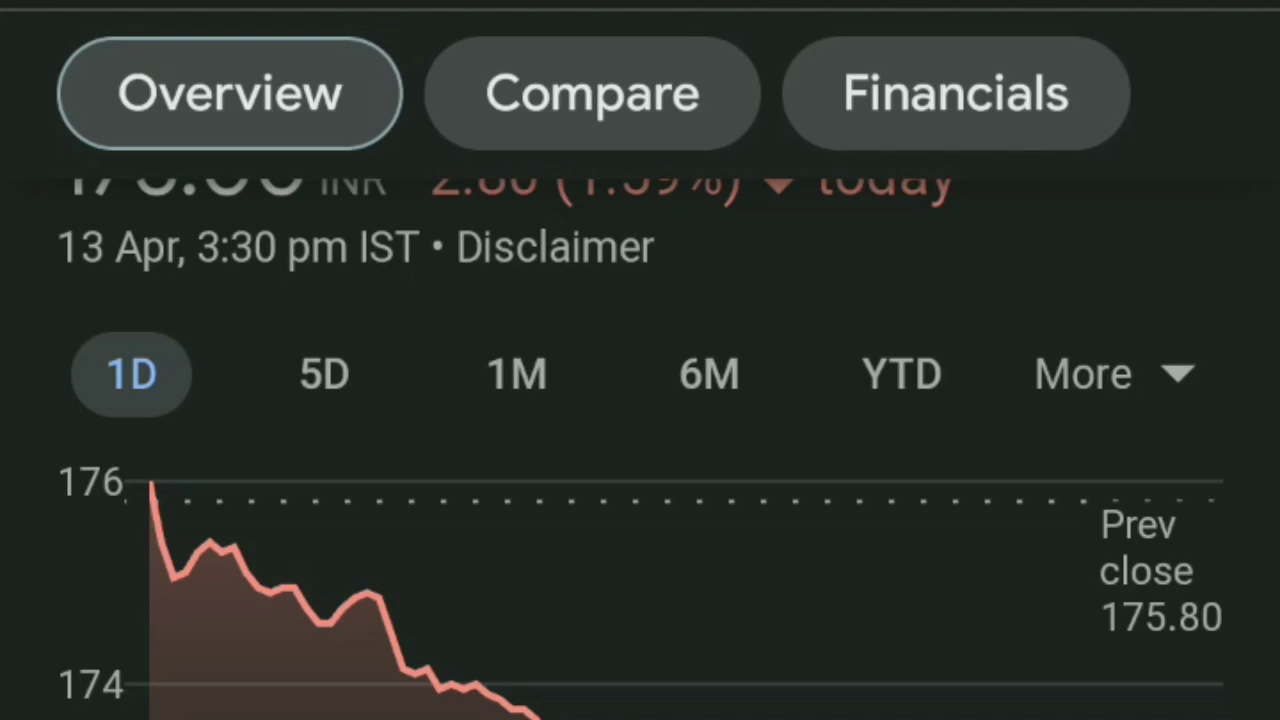 Overview Compare Financials
INR today
13 Apr, 3:30 pm IST • Disclaimer
1D 5D 1M 6M YTD More
176
Prev
close
175.80
174